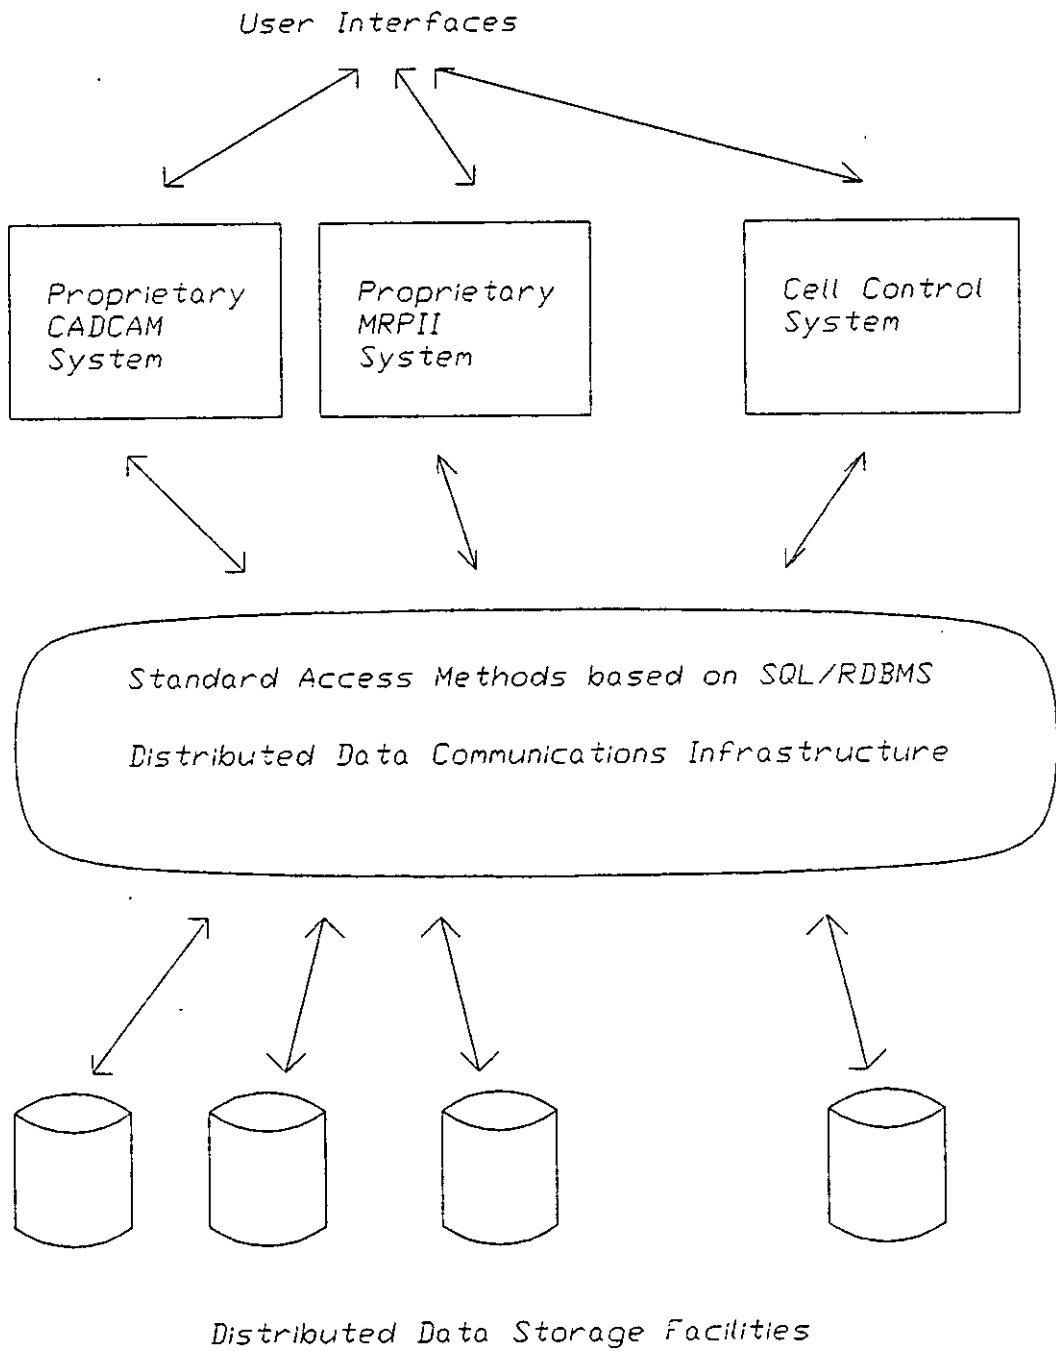 User Interfaces
Proprietary
CADCAM
System
Proprietary
MRPII
System
Cell Control
System
Standard Access Methods based on SQL/RDBMS
Distributed Data Communications Infrastructure
Distributed Data Storage Facilities